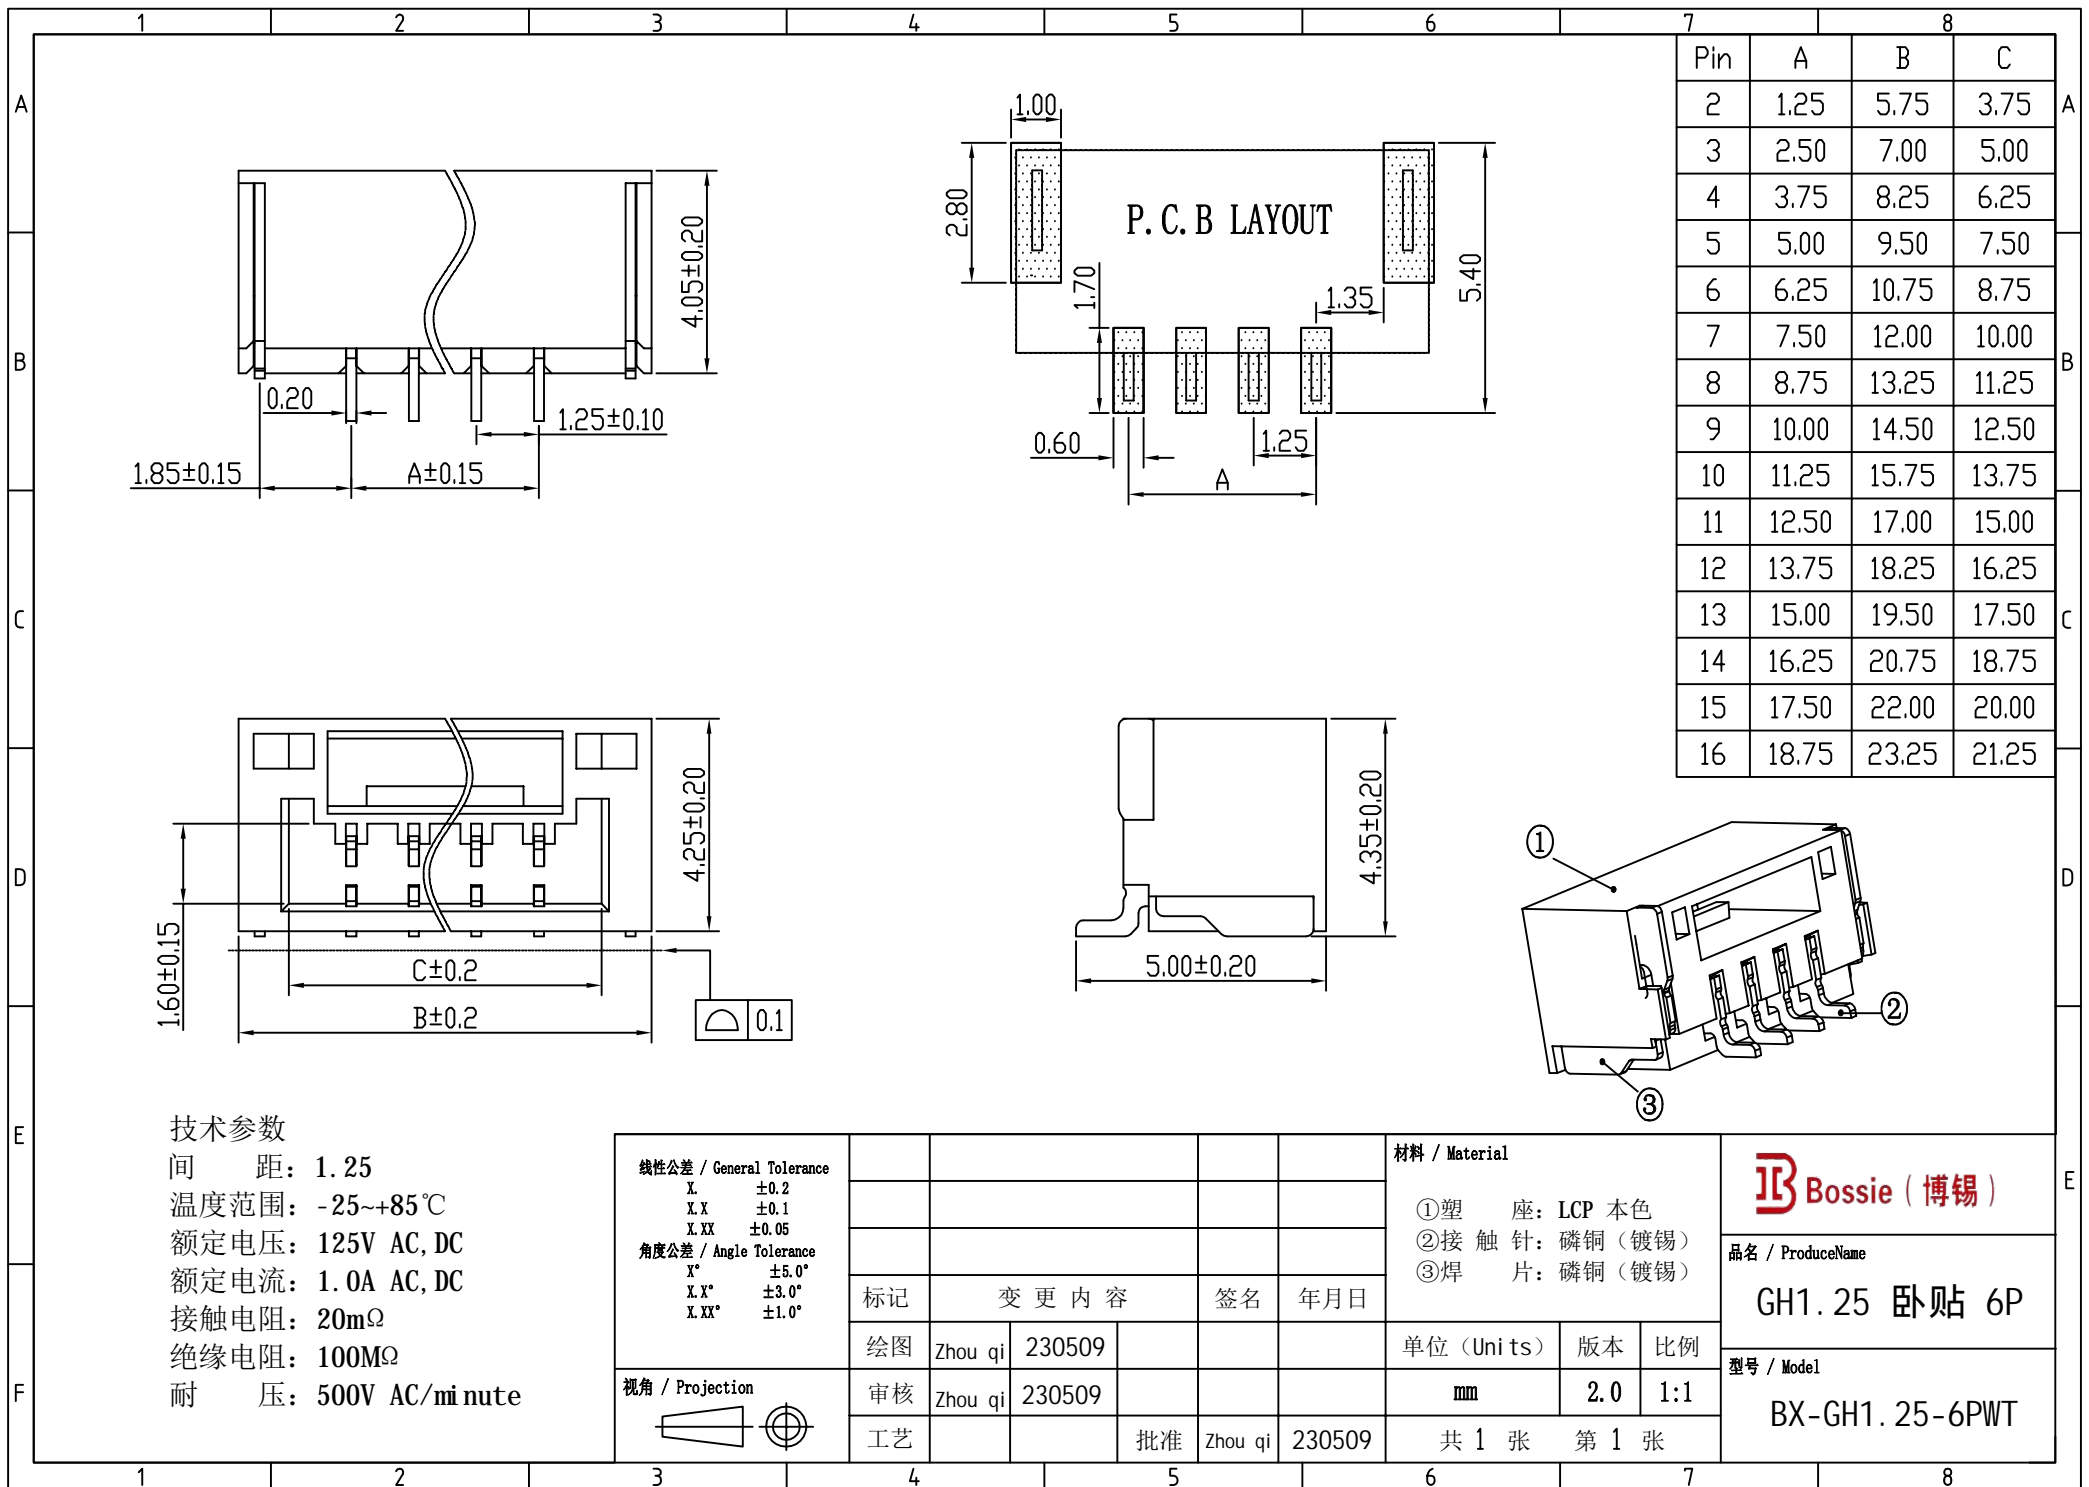 1 2 3 4 5 6 7 8
A
B
C
D
E
F
A
B
C
D
E
Pin A B C
2 1.25 5.75 3.75
3 2.50 7.00 5.00
4 3.75 8.25 6.25
5 5.00 9.50 7.50
6 6.25 10.75 8.75
7 7.50 12.00 10.00
8 8.75 13.25 11.25
9 10.00 14.50 12.50
10 11.25 15.75 13.75
11 12.50 17.00 15.00
12 13.75 18.25 16.25
13 15.00 19.50 17.50
14 16.25 20.75 18.75
15 17.50 22.00 20.00
16 18.75 23.25 21.25
4.05±0.20
0.20
1.25±0.10
1.85±0.15
A±0.15
1.00
2.80
P.C.B LAYOUT
1.70
1.35
5.40
0.60
1.25
A
4.25±0.20
1.60±0.15
C±0.2
B±0.2
0.1
4.35±0.20
5.00±0.20
①
②
③
技术参数
间 距: 1.25
温度范围: -25~+85℃
额定电压: 125V AC,DC
额定电流: 1.0A AC,DC
接触电阻: 20mΩ
绝缘电阻: 100MΩ
耐 压: 500V AC/minute
线性公差 / General Tolerance
X. ±0.2
X.X ±0.1
X.XX ±0.05
角度公差 / Angle Tolerance
X° ±5.0°
X.X° ±3.0°
X.XX° ±1.0°
视角 / Projection
标记 变更内容 签名 年月日
绘图 Zhou qi 230509
审核 Zhou qi 230509
工艺 批准 Zhou qi 230509
材料 / Material
①塑 座: LCP 本色
②接触针: 磷铜（镀锡）
③焊 片: 磷铜（镀锡）
单位（Units） 版本 比例
mm 2.0 1:1
共 1 张 第 1 张
Bossie（博锡）
品名 / ProduceName
GH1.25 卧贴 6P
型号 / Model
BX-GH1.25-6PWT
1 2 3 4 5 6 7 8